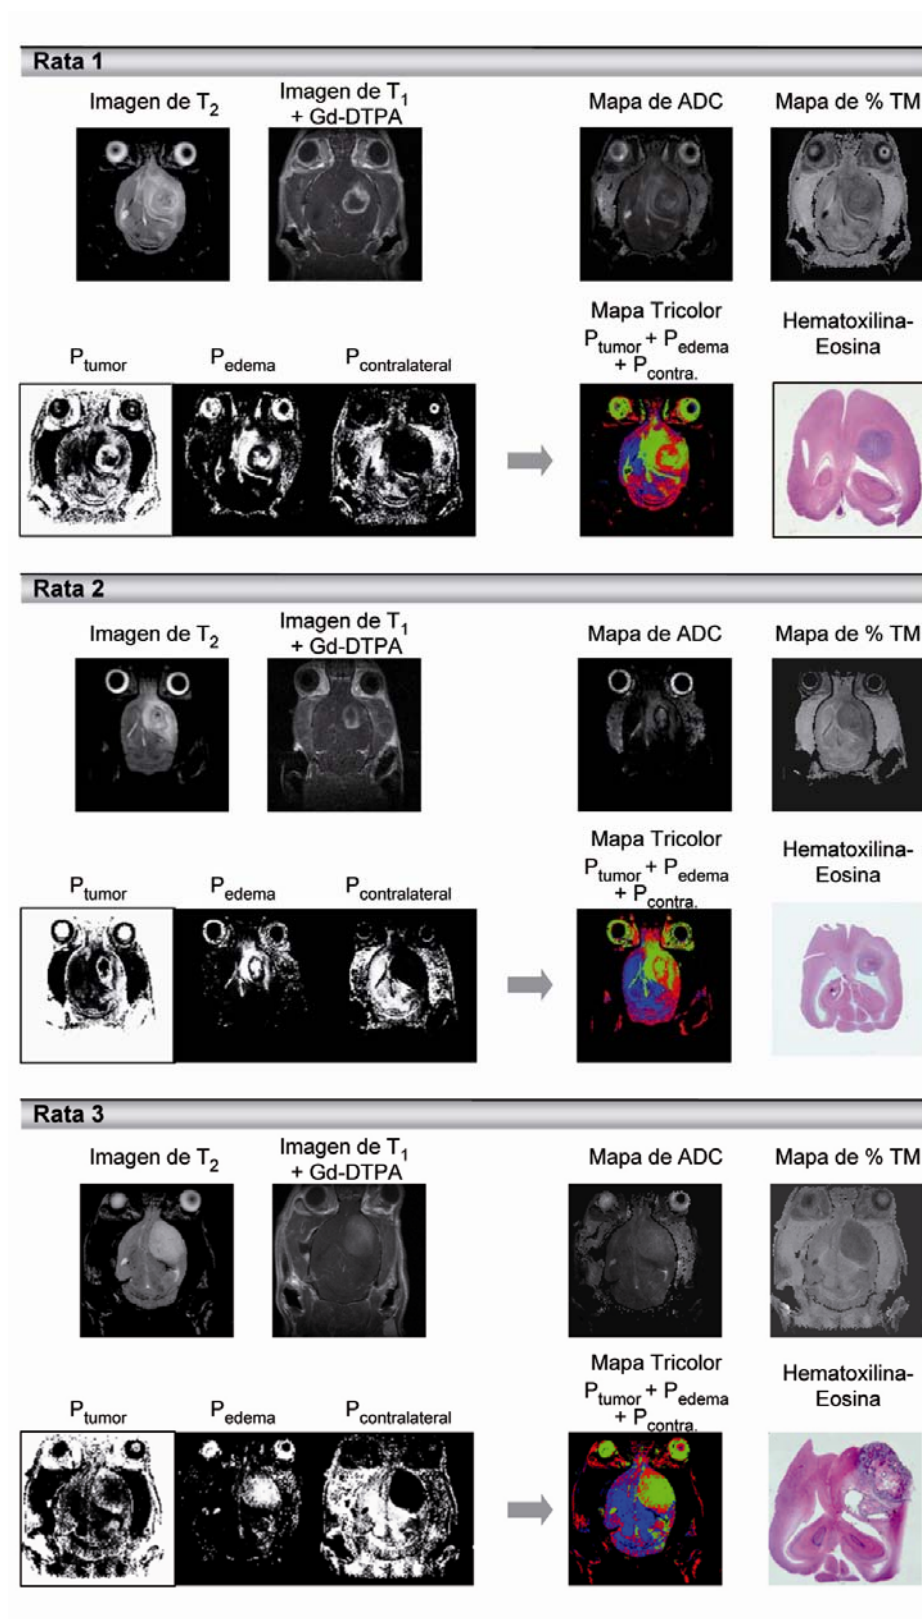 Rata 1
Imagen de T2
Imagen de T1
+ Gd-DTPA
Mapa de ADC
Mapa de % TM
Mapa Tricolor
Ptumor + Pedema
+ Pcontra.
Hematoxilina-
Eosina
Ptumor
Pedema
Pcontralateral
Rata 2
Imagen de T2
Imagen de T1
+ Gd-DTPA
Mapa de ADC
Mapa de % TM
Mapa Tricolor
Ptumor + Pedema
+ Pcontra.
Hematoxilina-
Eosina
Ptumor
Pedema
Pcontralateral
Rata 3
Imagen de T2
Imagen de T1
+ Gd-DTPA
Mapa de ADC
Mapa de % TM
Mapa Tricolor
Ptumor + Pedema
+ Pcontra.
Hematoxilina-
Eosina
Ptumor
Pedema
Pcontralateral